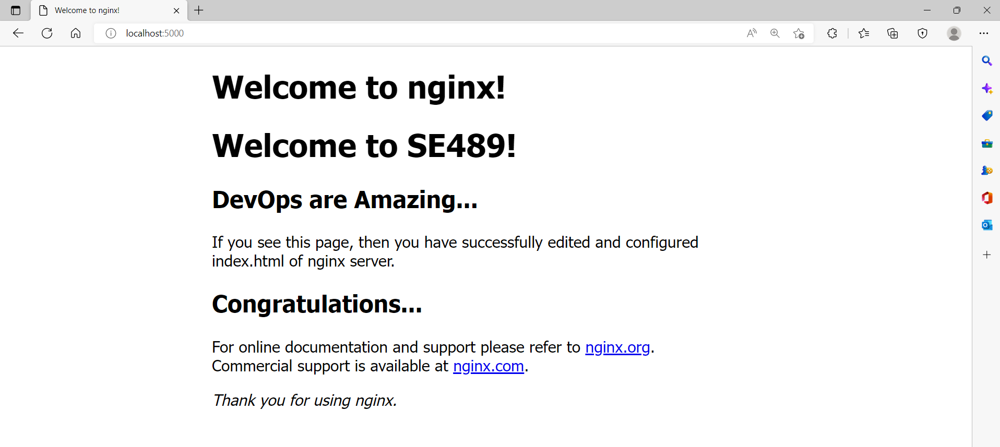 Welcome to nginx!
localhost:5000
Welcome to nginx!
Welcome to SE489!
DevOps are Amazing...
If you see this page, then you have successfully edited and configured
index.html of nginx server.
Congratulations...
For online documentation and support please refer to nginx.org.
Commercial support is available at nginx.com.
Thank you for using nginx.